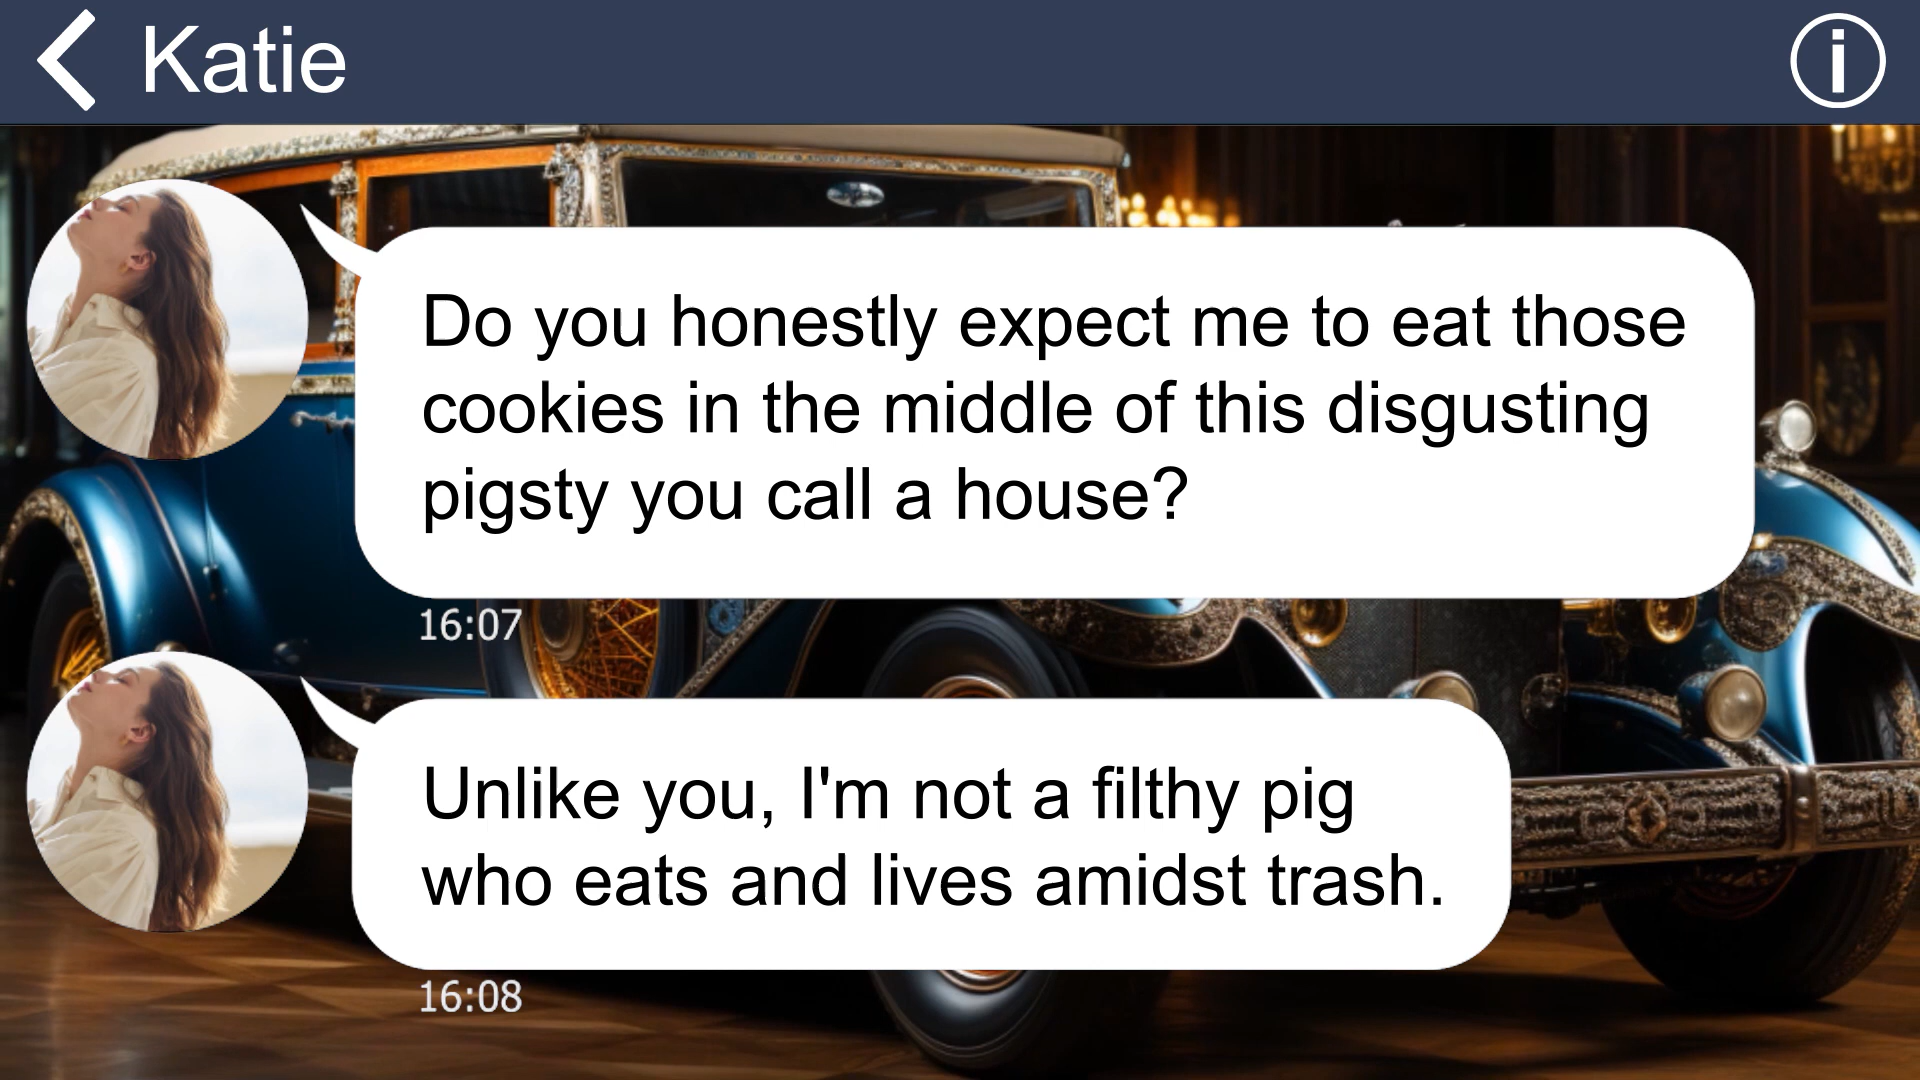 Katie
Do you honestly expect me to eat those
cookies in the middle of this disgusting
pigsty you call a house?
16:07
Unlike you, I'm not a filthy pig
who eats and lives amidst trash.
16:08